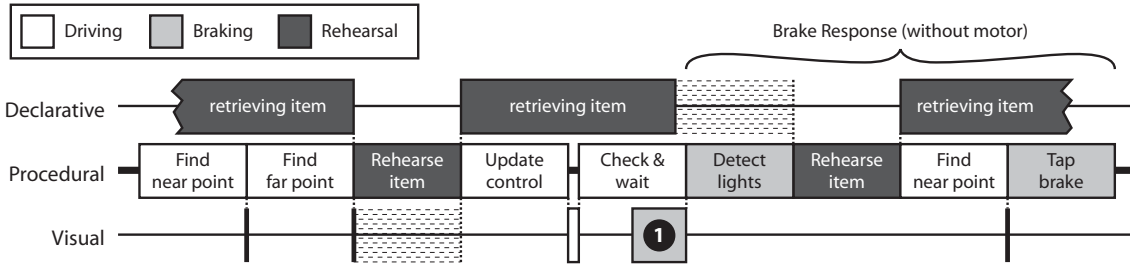 Driving
Braking
Rehearsal
Brake Response (without motor)
Declarative
retrieving item
retrieving item
retrieving item
Procedural
Find
near point
Find
far point
Rehearse
item
Update
control
Check &
wait
Detect
lights
Rehearse
item
Find
near point
Tap
brake
Visual
1